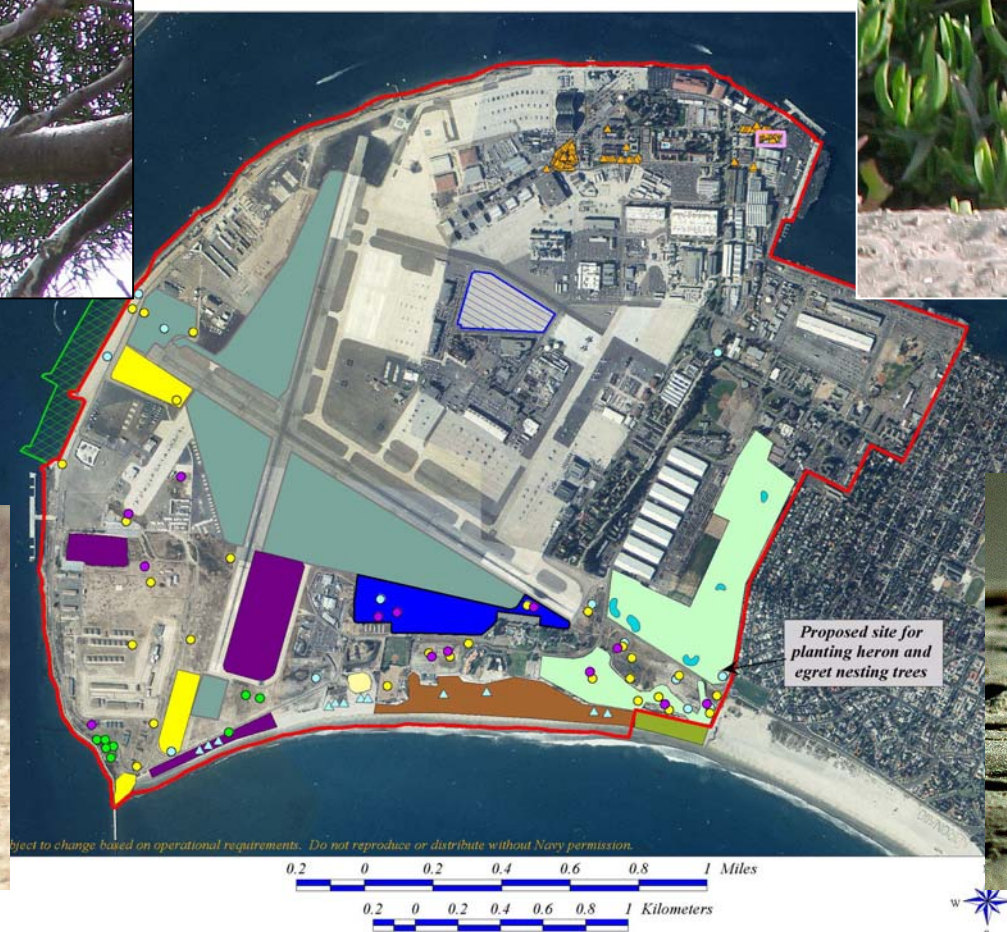 Proposed site for
planting heron and
egret nesting trees
bject to change based on operational requirements. Do not reproduce or distribute without Navy permission.
0.2 0 0.2 0.4 0.6 0.8 1 Miles
0.2 0 0.2 0.4 0.6 0.8 1 Kilometers
W